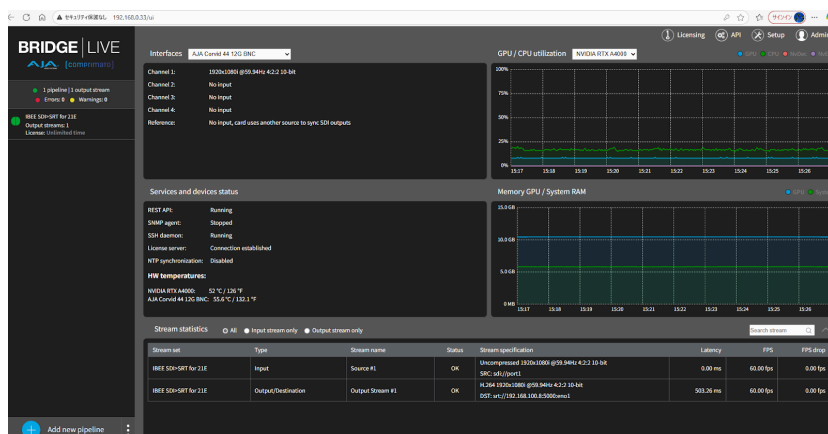 セキュリティ保護なし 192.168.0.33/ui
サインイン
BRIDGE | LIVE
AJA [comprimato]
Licensing API Setup Admin
1 pipeline | 1 output stream
Errors: 0 Warnings: 0
IBEE SDI>SRT for 21E
Output streams: 1
License: Unlimited time
Interfaces AJA Corvid 44 12G BNC
Channel 1: 1920x1080i @59.94Hz 4:2:2 10-bit
Channel 2: No input
Channel 3: No input
Channel 4: No input
Reference: No input, card uses another source to sync SDI outputs
GPU / CPU utilization NVIDIA RTX A4000
GPU CPU NvDec
100%
75%
50%
25%
0%
15:17 15:18 15:19 15:20 15:21 15:22 15:23 15:24 15:25 15:26
Services and devices status
REST API: Running
SNMP agent: Stopped
SSH daemon: Running
License server: Connection established
NTP synchronization: Disabled
HW temperatures:
NVIDIA RTX A4000: 52 °C / 126 °F
AJA Corvid 44 12G BNC: 55.6 °C / 132.1 °F
Memory GPU / System RAM
GPU
15.0 GB
10.0 GB
5.0 GB
0 MB
15:17 15:18 15:19 15:20 15:21 15:22 15:23 15:24 15:25 15:26
Stream statistics All Input stream only Output stream only
Search stream
Stream set Type Stream name Status Stream specification Latency FPS FPS drop
IBEE SDI>SRT for 21E Input Source #1 OK Uncompressed 1920x1080i @59.94Hz 4:2:2 10-bit 0.00 ms 60.00 fps 0.00 fps
SRC: sdi://port1
IBEE SDI>SRT for 21E Output/Destination Output Stream #1 OK H.264 1920x1080i @59.94Hz 4:2:2 10-bit 503.26 ms 60.00 fps 0.00 fps
DST: srt://192.168.100.8:5000:eno1
Add new pipeline